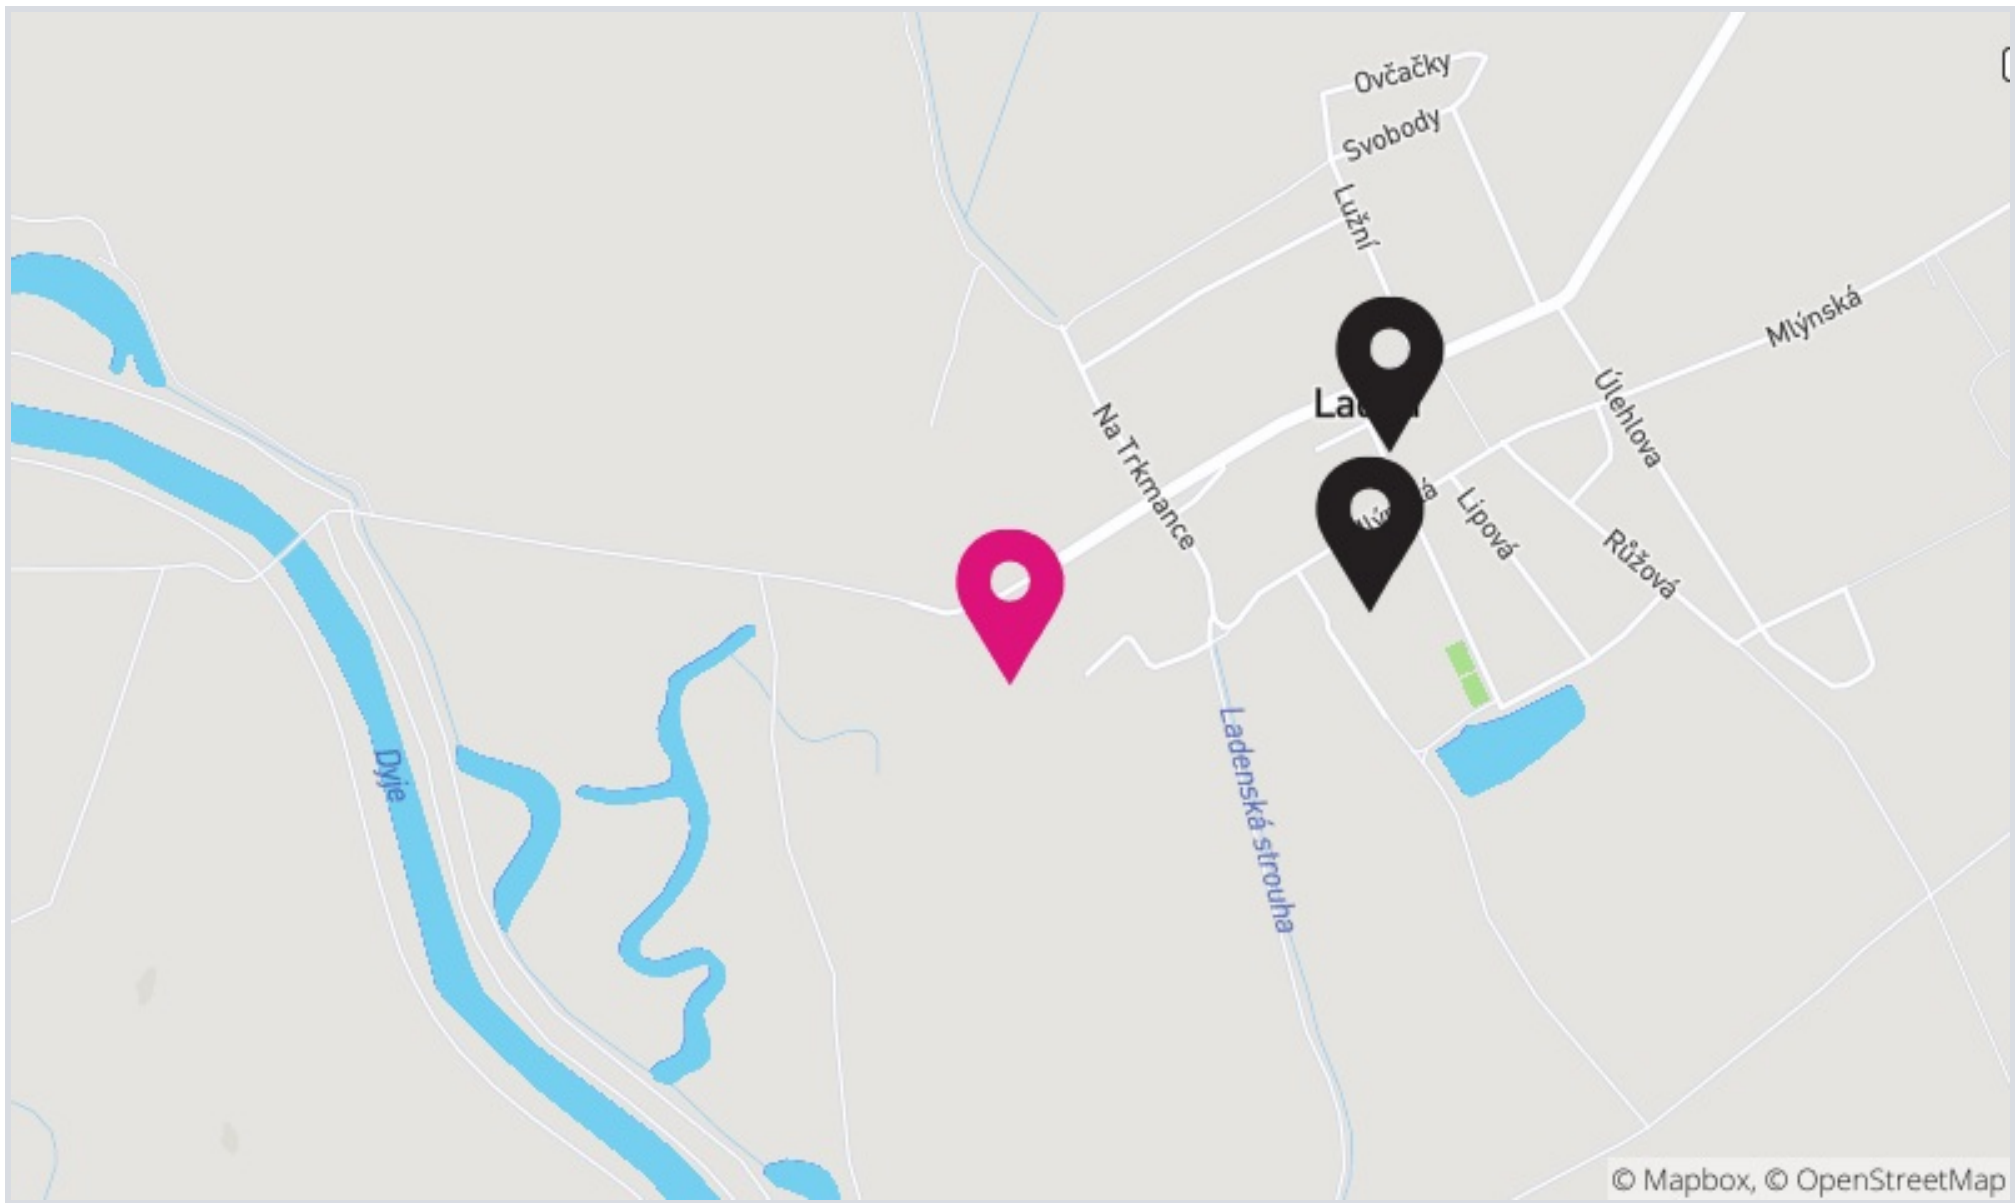 Ovčačky
Svobody
Lužní
Mlýnská
Úlehlova
Na Trkmance
Lipová
Růžová
Dyje
Ladenská strouha
© Mapbox, © OpenStreetMap